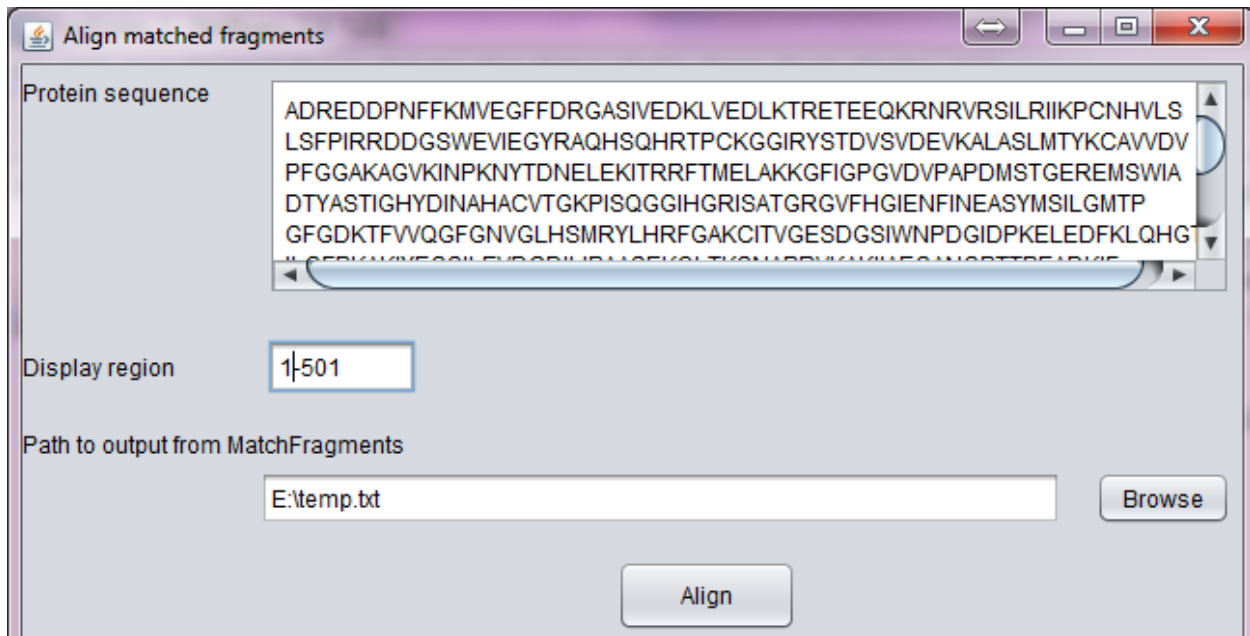 Align matched fragments
Protein sequence
ADREDDPNFFKMVEGFFDRGASIVEDKLVEDLKTRETEEQKRNRVRSILRIIKPCNHVLS
LSFPIRRDDGSWEVIEGYRAQHSQHRTPCKGGIRYSTDVSVDEVKALASLMTYKCAVVDV
PFGGAKAGVKINPKNYTDNELEKITRRFTMELAKKGFIGPGVDVPAPDMSTGEREMSWIA
DTYASTIGHYDINAHACVTGKPISQGGIHGRISATGRGVFHGIENFINEASYMSILGMTP
GFGDKTFVVQGFGNVGLHSMRYLHRFGAKCITVGESDGSIWNPDGIDPKELEDFKLQHGT
Display region
1-501
Path to output from MatchFragments
E:\temp.txt
Browse
Align